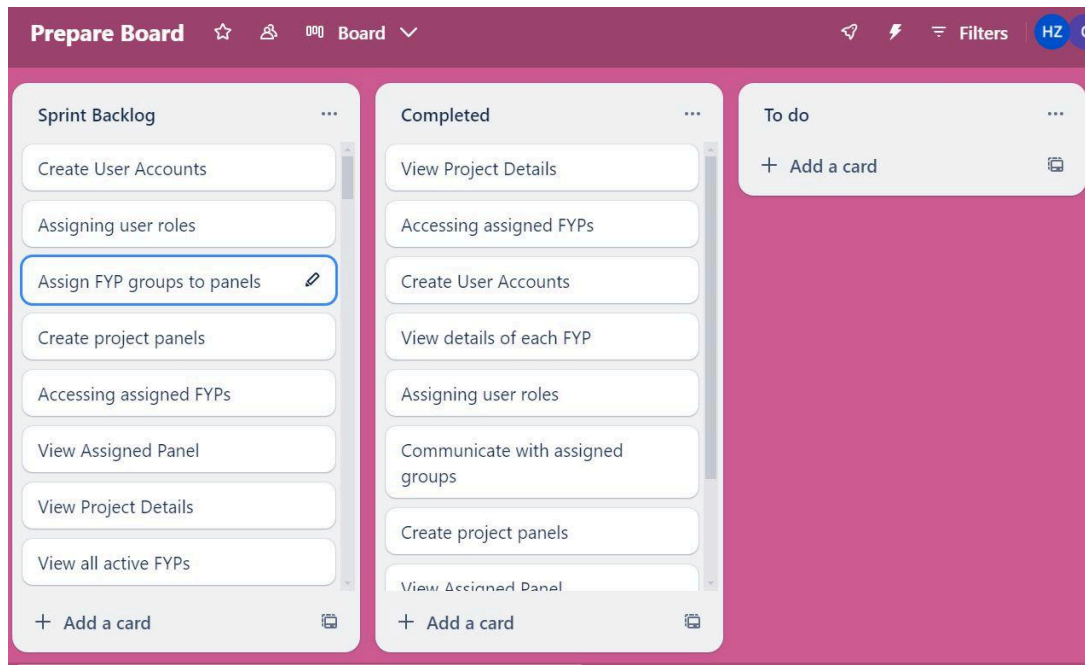 Prepare Board
Board
Filters
HZ
Sprint Backlog
Create User Accounts
Assigning user roles
Assign FYP groups to panels
Create project panels
Accessing assigned FYPs
View Assigned Panel
View Project Details
View all active FYPs
+ Add a card
Completed
View Project Details
Accessing assigned FYPs
Create User Accounts
View details of each FYP
Assigning user roles
Communicate with assigned
groups
Create project panels
View Assigned Panel
+ Add a card
To do
+ Add a card